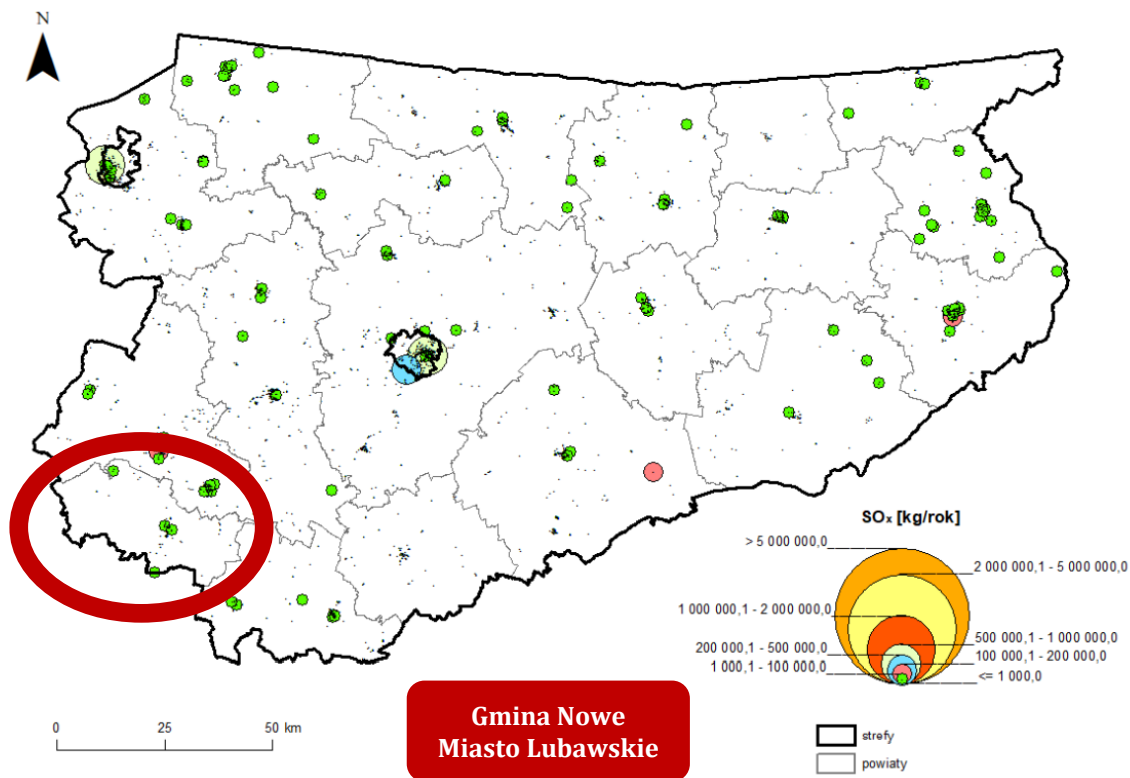 N
SOx [kg/rok]
> 5 000 000,0
2 000 000,1 - 5 000 000,0
1 000 000,1 - 2 000 000,0
500 000,1 - 1 000 000,0
200 000,1 - 500 000,0
100 000,1 - 200 000,0
1 000,1 - 100 000,0
<= 1 000,0
Gmina Nowe
Miasto Lubawskie
0 25 50 km
strefy
powiaty